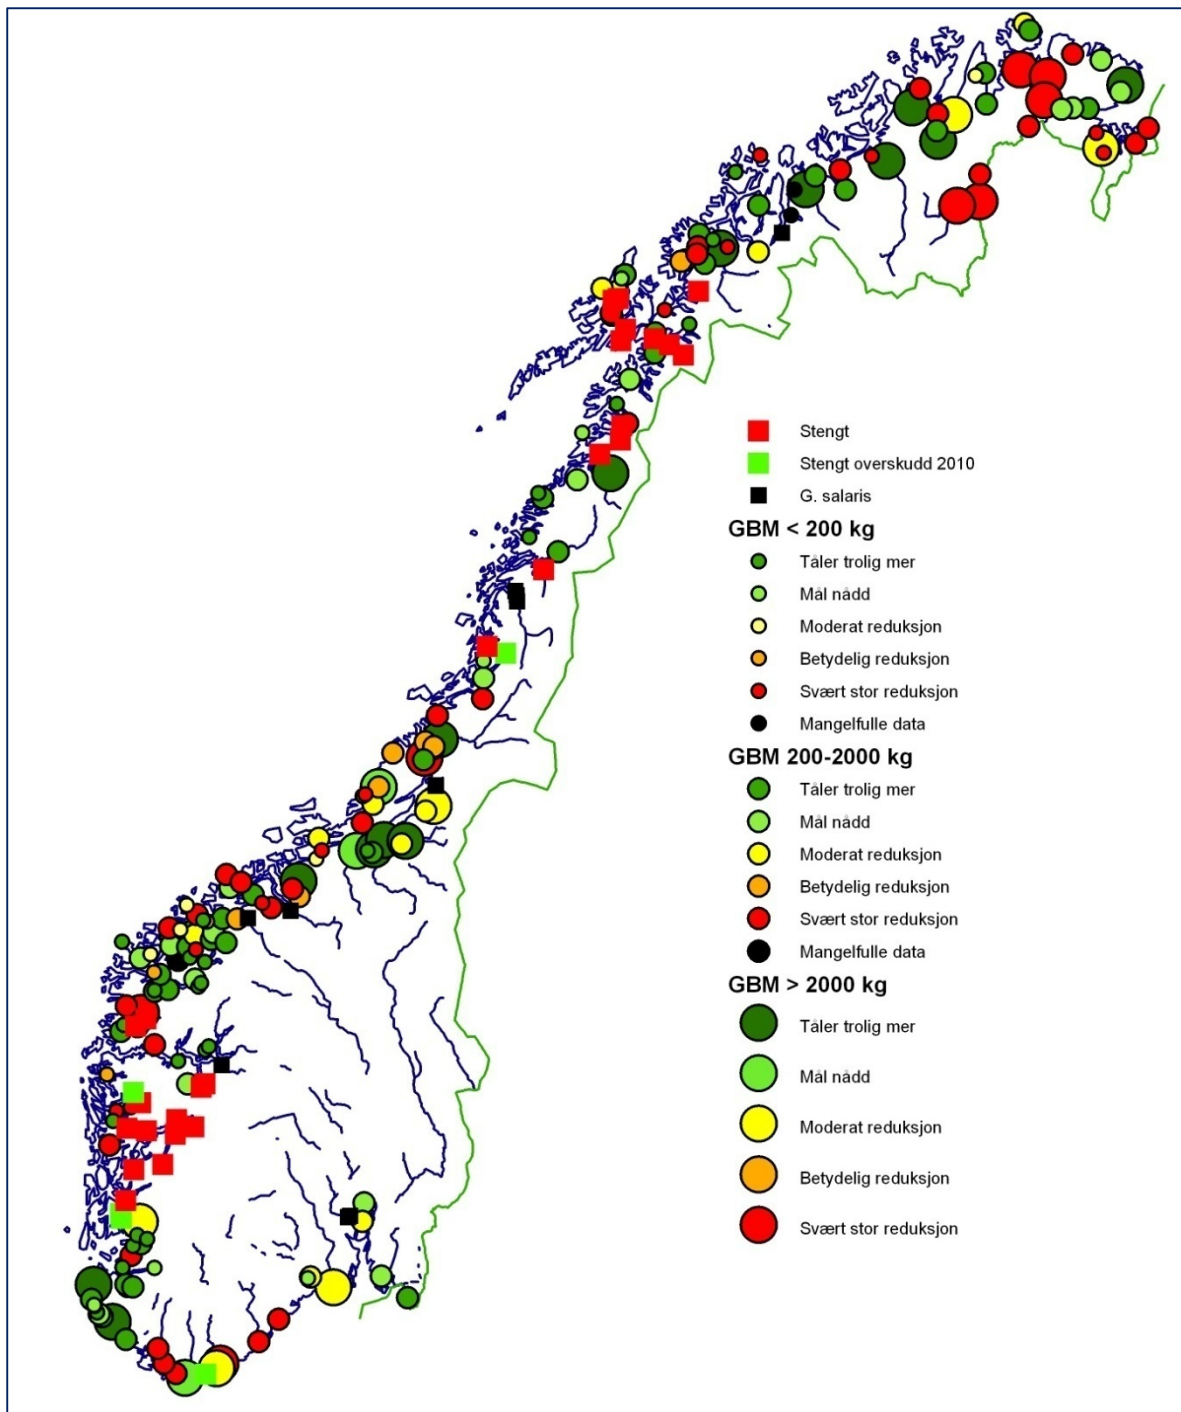 Stengt
Stengt overskudd 2010
G. salaris
GBM < 200 kg
Tåler trolig mer
Mål nådd
Moderat reduksjon
Betydelig reduksjon
Svært stor reduksjon
Mangelfulle data
GBM 200-2000 kg
Tåler trolig mer
Mål nådd
Moderat reduksjon
Betydelig reduksjon
Svært stor reduksjon
Mangelfulle data
GBM > 2000 kg
Tåler trolig mer
Mål nådd
Moderat reduksjon
Betydelig reduksjon
Svært stor reduksjon